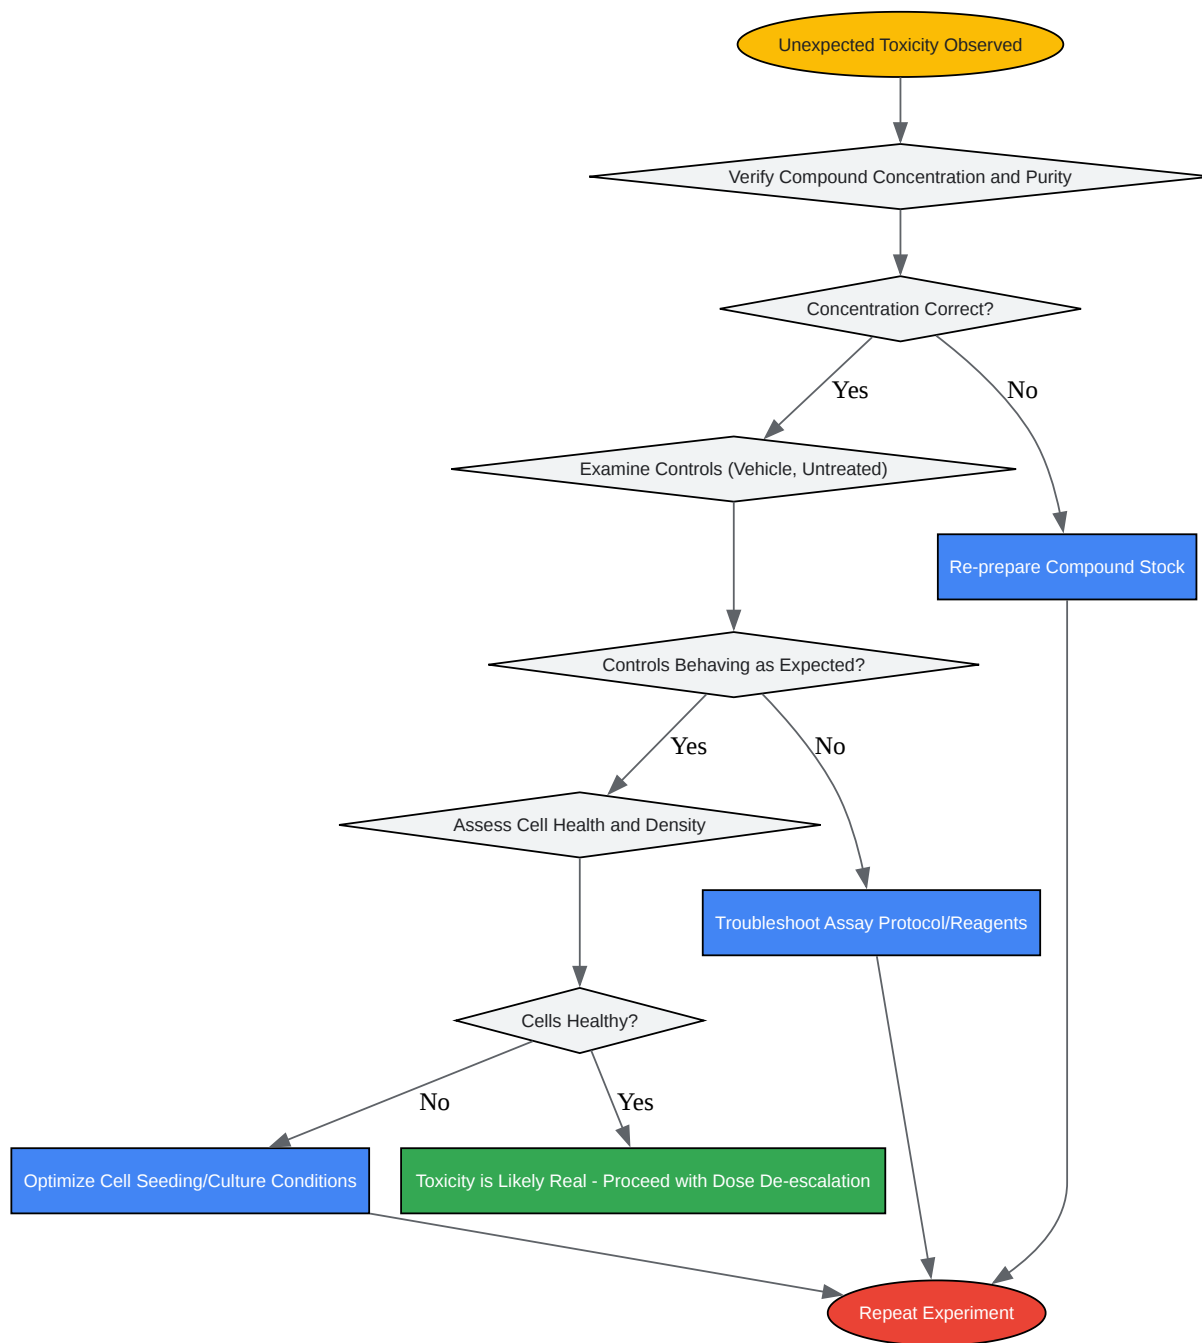 Unexpected Toxicity Observed
Verify Compound Concentration and Purity
Concentration Correct?
Yes
No
Examine Controls (Vehicle, Untreated)
Re-prepare Compound Stock
Controls Behaving as Expected?
Yes
No
Assess Cell Health and Density
Troubleshoot Assay Protocol/Reagents
Cells Healthy?
No
Yes
Optimize Cell Seeding/Culture Conditions
Toxicity is Likely Real - Proceed with Dose De-escalation
Repeat Experiment